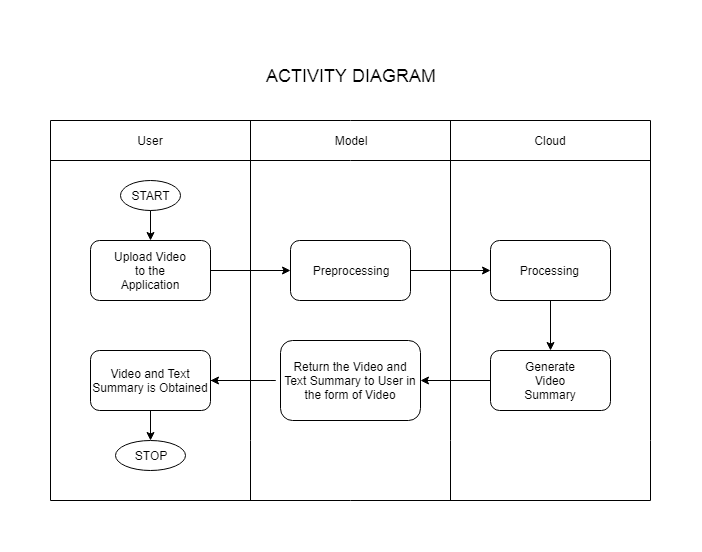 ACTIVITY DIAGRAM
User
Model
Cloud
START
Upload Video
to the
Application
Preprocessing
Processing
Video and Text
Summary is Obtained
Return the Video and
Text Summary to User in
the form of Video
Generate
Video
Summary
STOP